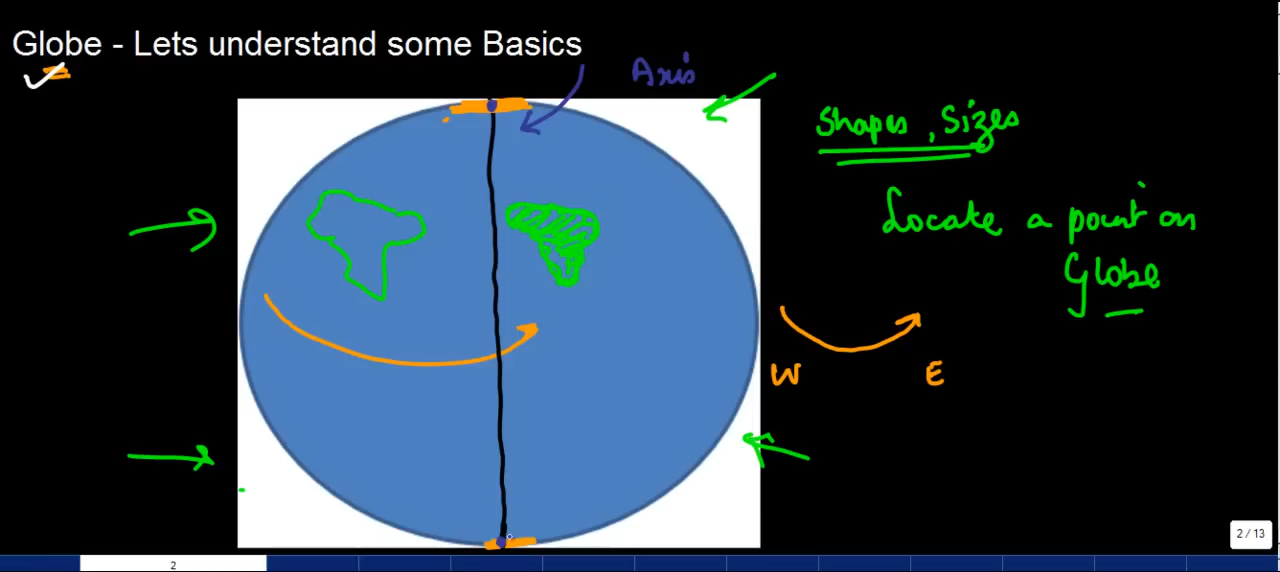 Globe - Lets understand some Basics
Axis
Shapes, Sizes
Locate a point on
Globe
W E
2 / 13
2